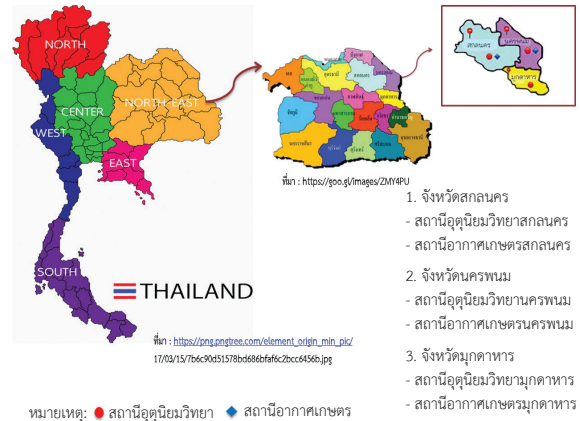 NORTH
NORTH-EAST
CENTER
WEST
EAST
SOUTH
THAILAND
สกลนคร
นครพนม
มุกดาหาร
ที่มา : https://goo.gl/images/ZMY4PU
1. จังหวัดสกลนคร
- สถานีอุตุนิยมวิทยาสกลนคร
- สถานีอากาศเกษตรสกลนคร
2. จังหวัดนครพนม
- สถานีอุตุนิยมวิทยานครพนม
- สถานีอากาศเกษตรนครพนม
3. จังหวัดมุกดาหาร
- สถานีอุตุนิยมวิทยามุกดาหาร
- สถานีอากาศเกษตรมุกดาหาร
ที่มา : https://png.pngtree.com/element_origin_min_pic/
17/03/15/7b6c90d51578bd686bfaf6c2bcc6456b.jpg
หมายเหตุ: สถานีอุตุนิยมวิทยา สถานีอากาศเกษตร